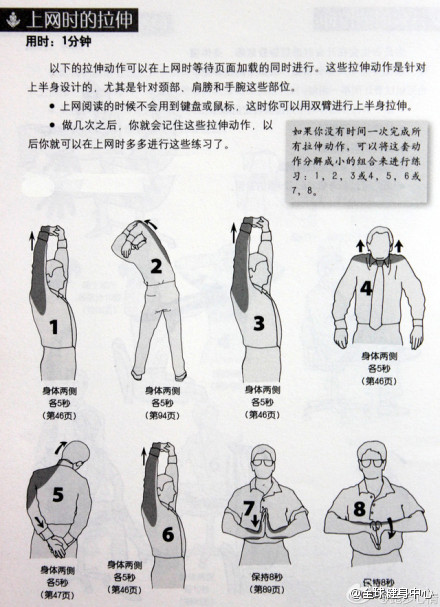 上网时的拉伸
用时：1分钟
以下的拉伸动作可以在上网时等待页面加载的同时进行。这些拉伸动作是针对
上半身设计的，尤其是针对颈部、肩膀和手腕这些部位。
● 上网阅读的时候不会用到键盘或鼠标，这时你可以用双臂进行上半身拉伸。
● 做几次之后，你就会记住这些拉伸动作，以
后你就可以在上网时多多进行这些练习了。
如果你没有时间一次完成所
有拉伸动作，可以将这套动
作分解成小的组合来进行练
习：1，2，3或4，5，6或
7，8。
1
身体两侧
各5秒
（第46页）
2
身体两侧
各5秒
（第94页）
3
身体两侧
各5秒
（第46页）
4
身体两侧
各5秒
（第46页）
5
身体两侧
各5秒
（第47页）
6
身体两侧
各5秒
（第46页）
7
保持8秒
（第89页）
8
保持8秒
@全球健身中心